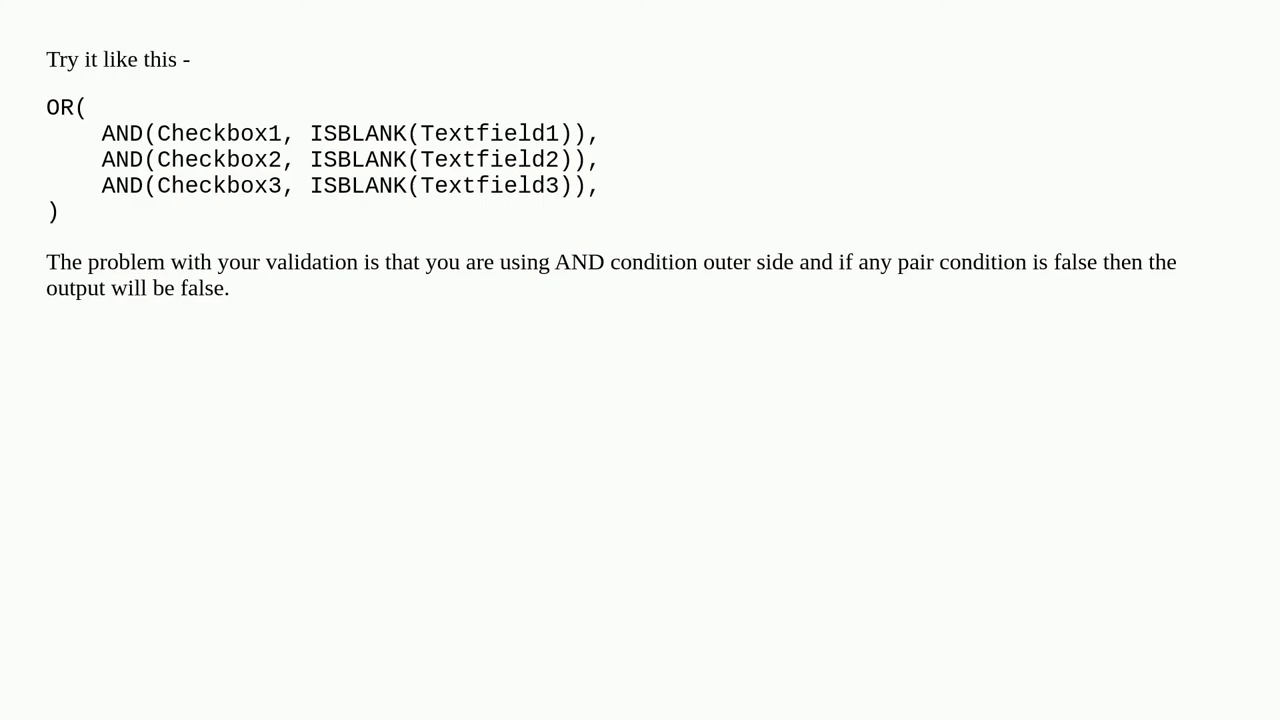 Try it like this -
OR(
    AND(Checkbox1, ISBLANK(Textfield1)),
    AND(Checkbox2, ISBLANK(Textfield2)),
    AND(Checkbox3, ISBLANK(Textfield3)),
)
The problem with your validation is that you are using AND condition outer side and if any pair condition is false then the
output will be false.